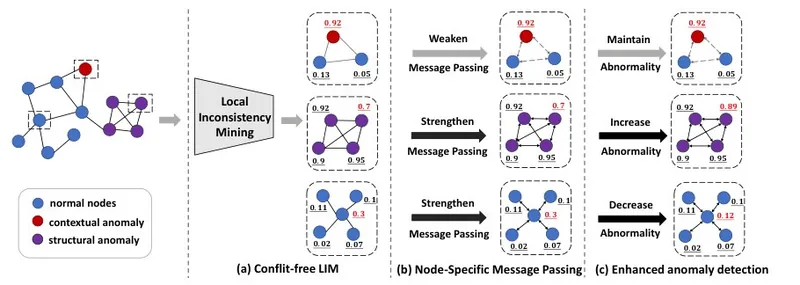 normal nodes
contextual anomaly
structural anomaly
Local
Inconsistency
Mining
0.92
0.13 0.05
0.92 0.7
0.9 0.95
0.11 0.1
0.3
0.02 0.07
(a) Conflit-free LIM
Weaken
Message Passing
0.92
0.13 0.05
Strengthen
Message Passing
0.92 0.7
0.9 0.95
Strengthen
Message Passing
0.11 0.1
0.3
0.02 0.07
(b) Node-Specific Message Passing
Maintain
Abnormality
0.92
0.13 0.05
Increase
Abnormality
0.92 0.89
0.9 0.95
Decrease
Abnormality
0.11 0.1
0.12
0.02 0.07
(c) Enhanced anomaly detection